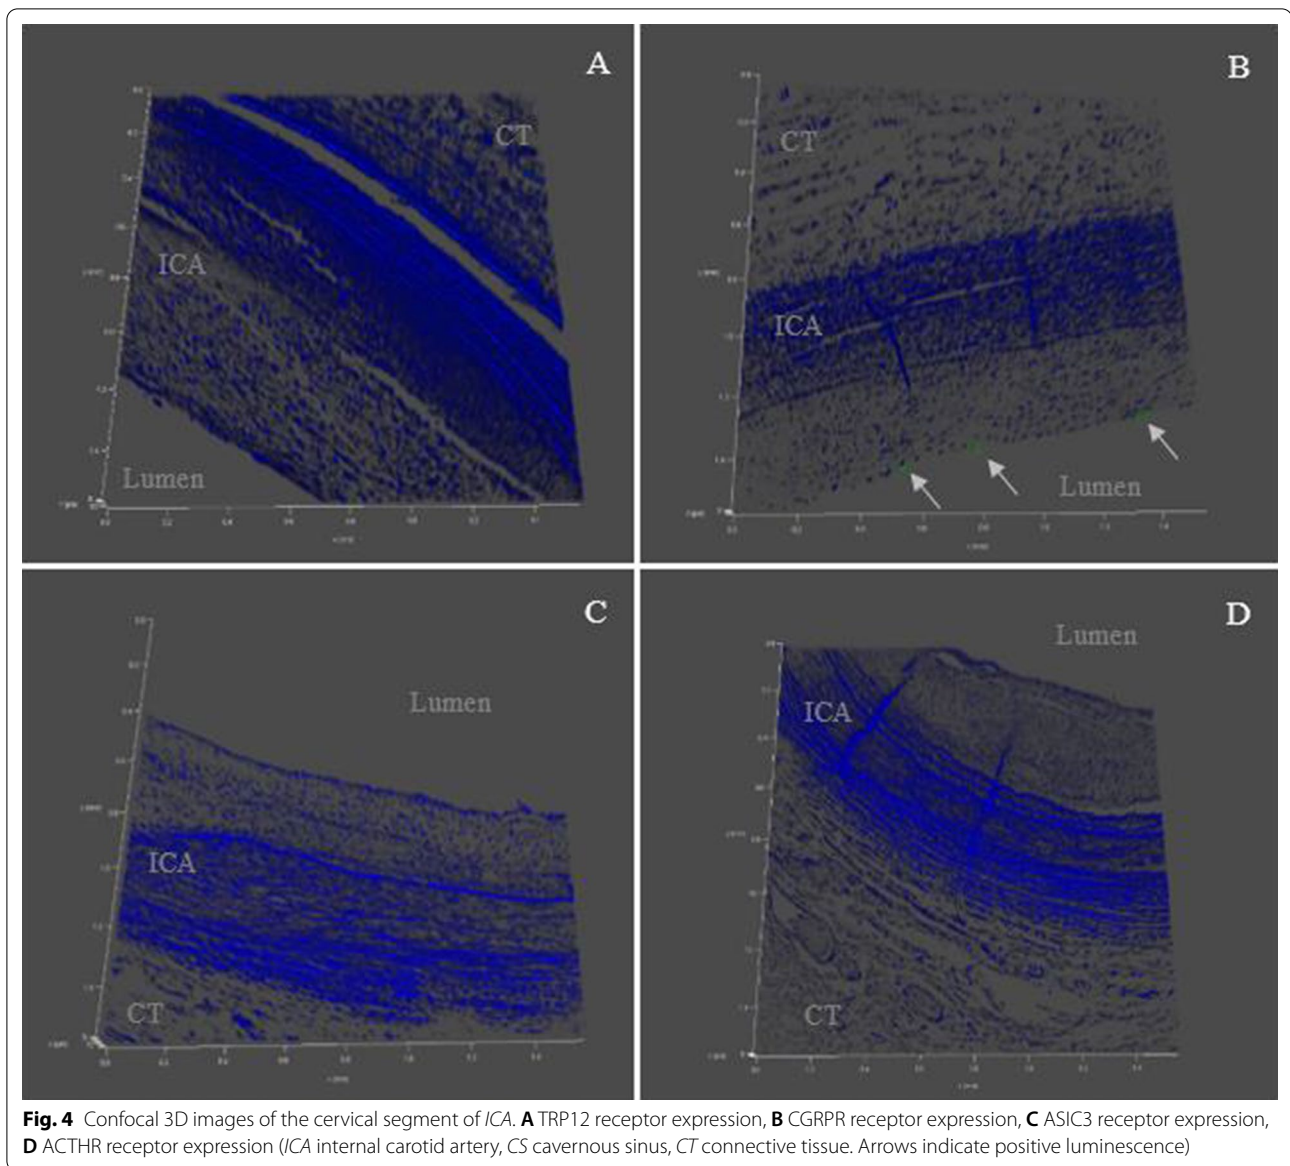 A
CT
ICA
Lumen
B
CT
ICA
Lumen
C
Lumen
ICA
CT
D
Lumen
ICA
CT
Fig. 4 Confocal 3D images of the cervical segment of ICA. A TRP12 receptor expression, B CGRPR receptor expression, C ASIC3 receptor expression,
D ACTHR receptor expression (ICA internal carotid artery, CS cavernous sinus, CT connective tissue. Arrows indicate positive luminescence)